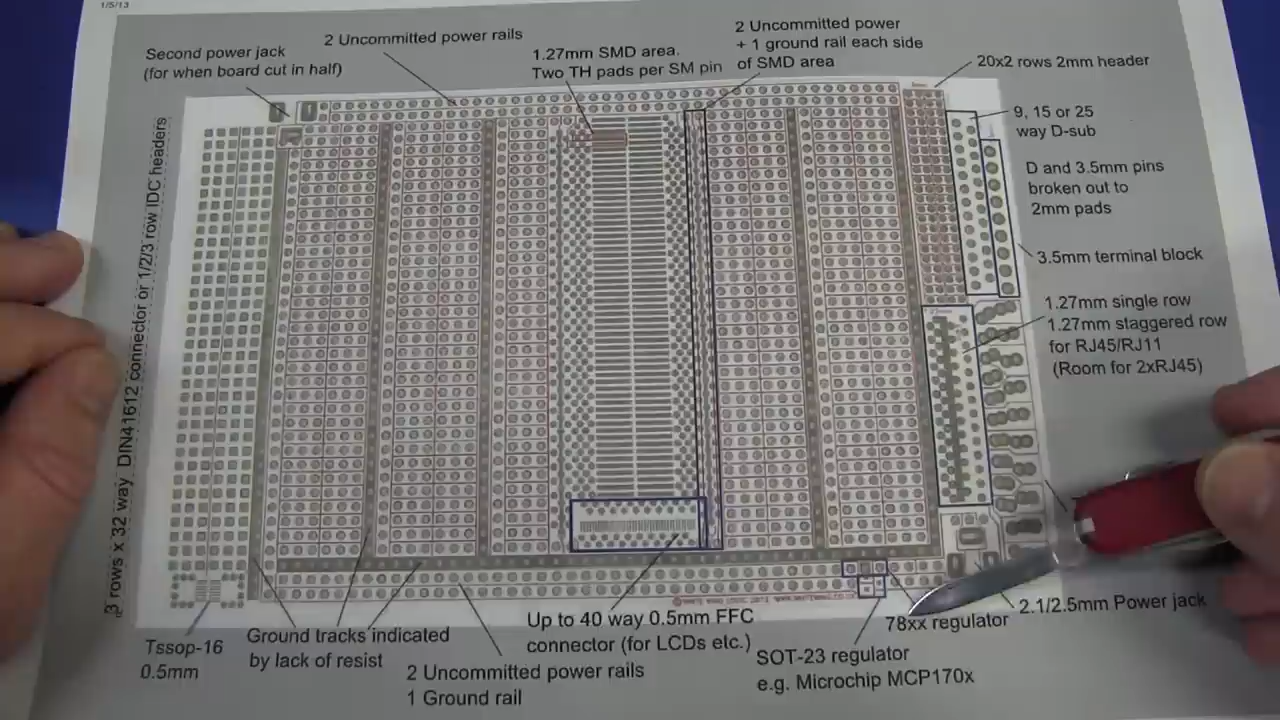 1/5/13
Second power jack
(for when board cut in half)
2 Uncommitted power rails
1.27mm SMD area.
Two TH pads per SM pin
2 Uncommitted power
+ 1 ground rail each side
of SMD area
20x2 rows 2mm header
9, 15 or 25
way D-sub
D and 3.5mm pins
broken out to
2mm pads
3.5mm terminal block
1.27mm single row
1.27mm staggered row
for RJ45/RJ11
(Room for 2xRJ45)
3 rows x 32 way DIN41612 connector or 1/2/3 row IDC headers
Tssop-16
0.5mm
Ground tracks indicated
by lack of resist
2 Uncommitted power rails
1 Ground rail
Up to 40 way 0.5mm FFC
connector (for LCDs etc.)
SOT-23 regulator
e.g. Microchip MCP170x
78xx regulator
2.1/2.5mm Power jack